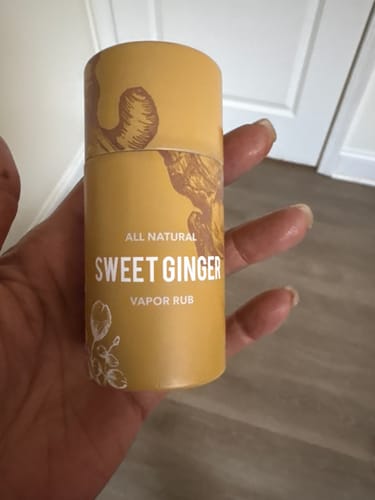 ALL NATURAL
SWEET GINGER
VAPOR RUB